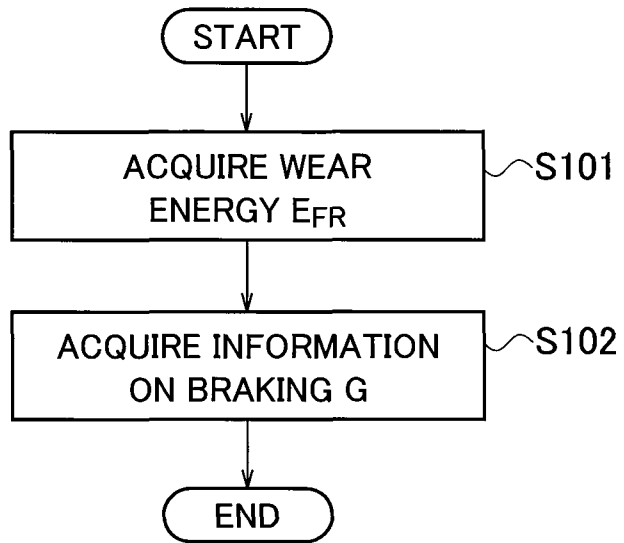 START
ACQUIRE WEAR
ENERGY EFR
S101
ACQUIRE INFORMATION
ON BRAKING G
S102
END